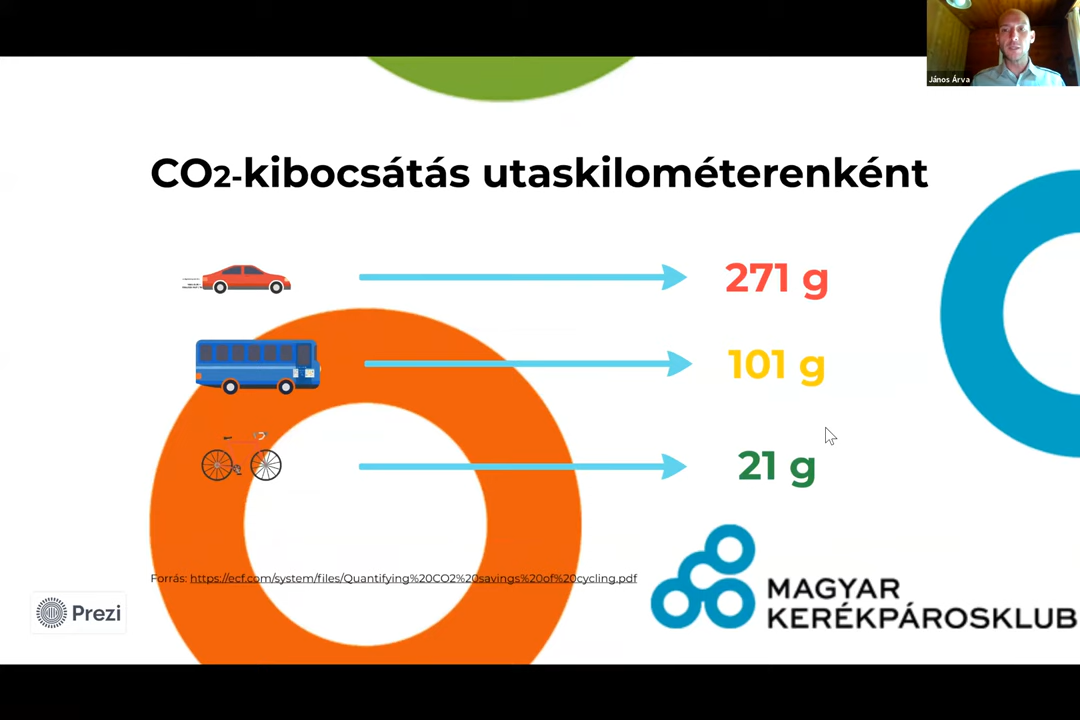 János Árva
CO2-kibocsátás utaskilométerenként
271 g
101 g
21 g
Forrás: https://ecf.com/system/files/Quantifying%20CO2%20savings%20of%20cycling.pdf
Prezi
MAGYAR
KERÉKPÁROSKLUB